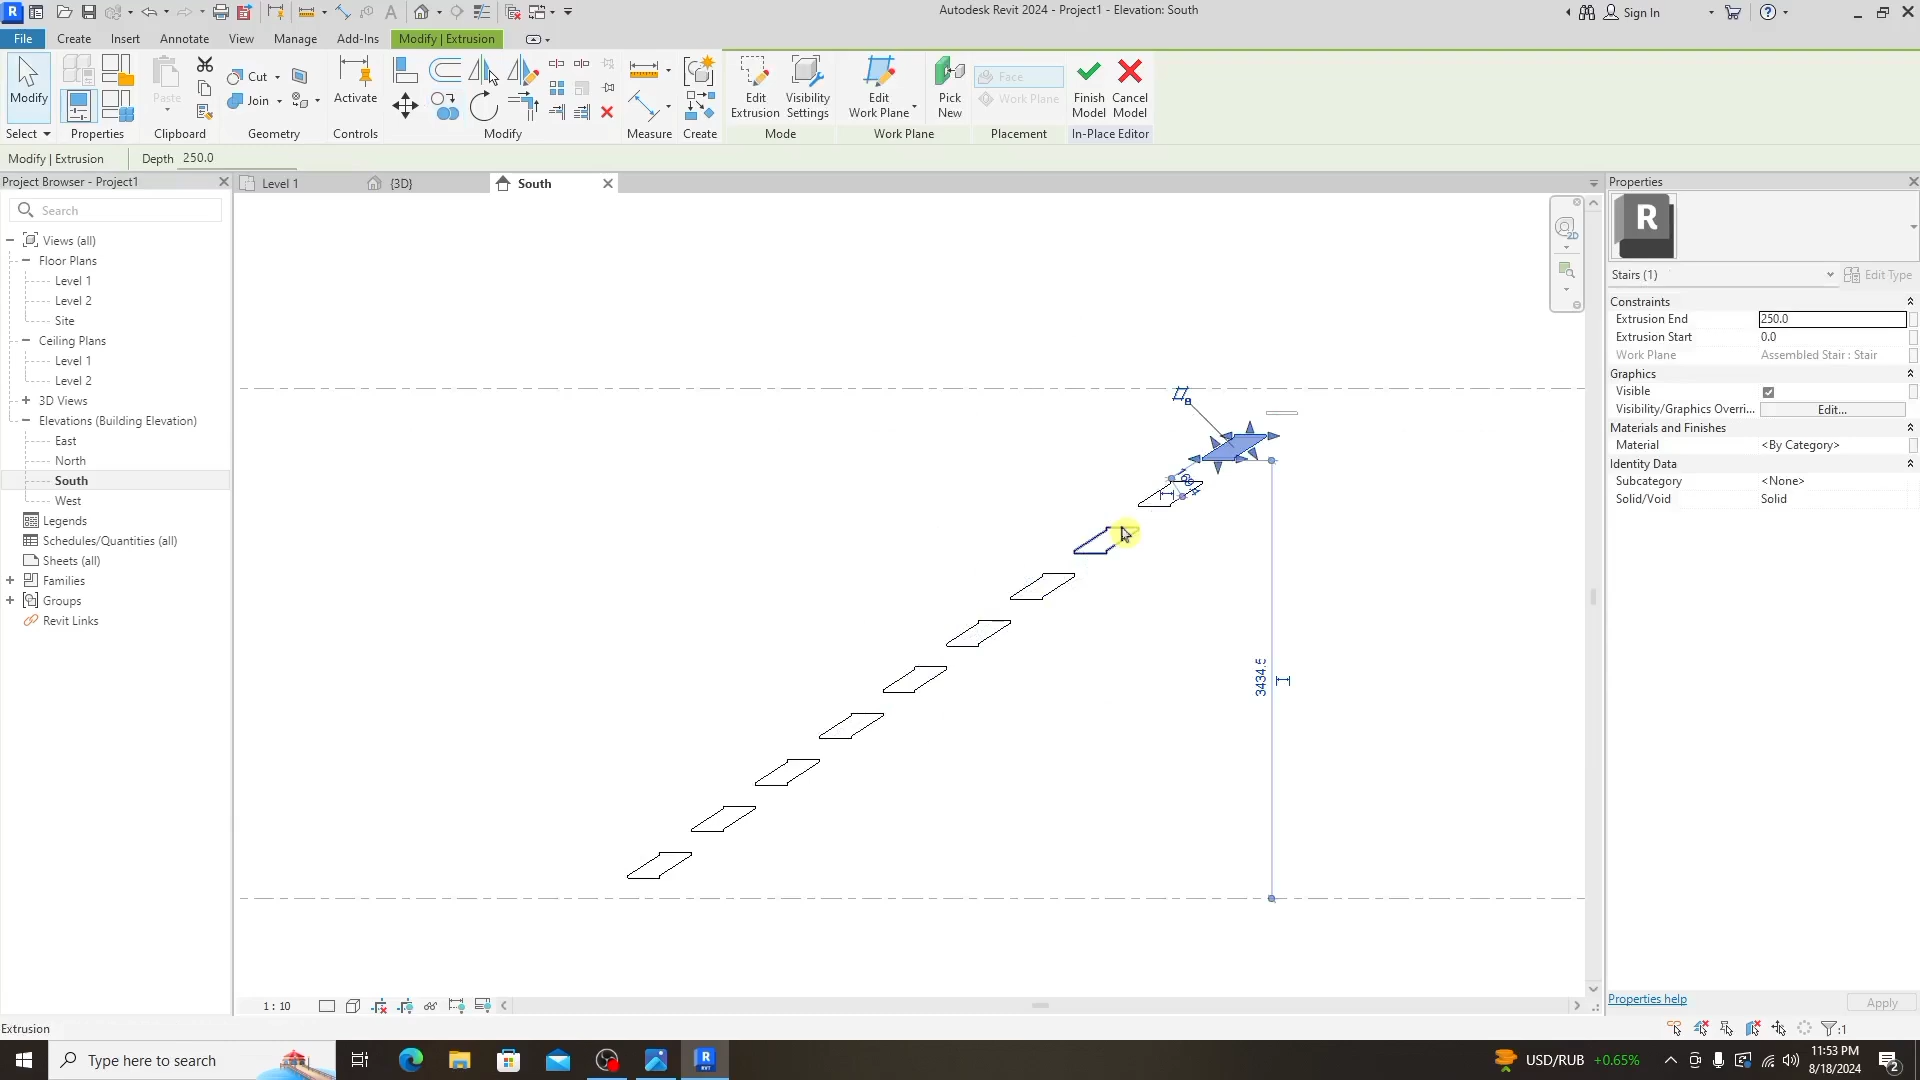 Autodesk Revit 2024 - Project1 - Elevation: South
Sign In
File
Create
Insert
Annotate
View
Manage
Add-Ins
Modify | Extrusion
Modify
Paste
Cut
Join
Activate
Edit
Extrusion
Visibility
Settings
Edit
Work Plane
Pick
New
Face
Work Plane
Finish
Model
Cancel
Model
Select
Properties
Clipboard
Geometry
Controls
Modify
Measure
Create
Mode
Work Plane
Placement
In-Place Editor
Modify | Extrusion
Depth 250.0
Project Browser - Project1
Search
Views (all)
Floor Plans
Level 1
Level 2
Site
Ceiling Plans
Level 1
Level 2
3D Views
Elevations (Building Elevation)
East
North
South
West
Legends
Schedules/Quantities (all)
Sheets (all)
Families
Groups
Revit Links
Level 1
{3D}
South
2D
3434.5
1 : 10
Properties
R
Stairs (1)
Edit Type
Constraints
Extrusion End 250.0
Extrusion Start 0.0
Work Plane Assembled Stair : Stair
Graphics
Visible
Visibility/Graphics Overri... Edit...
Materials and Finishes
Material <By Category>
Identity Data
Subcategory <None>
Solid/Void Solid
Properties help
Apply
Extrusion
:1
Type here to search
USD/RUB +0.65%
11:53 PM
8/18/2024
2